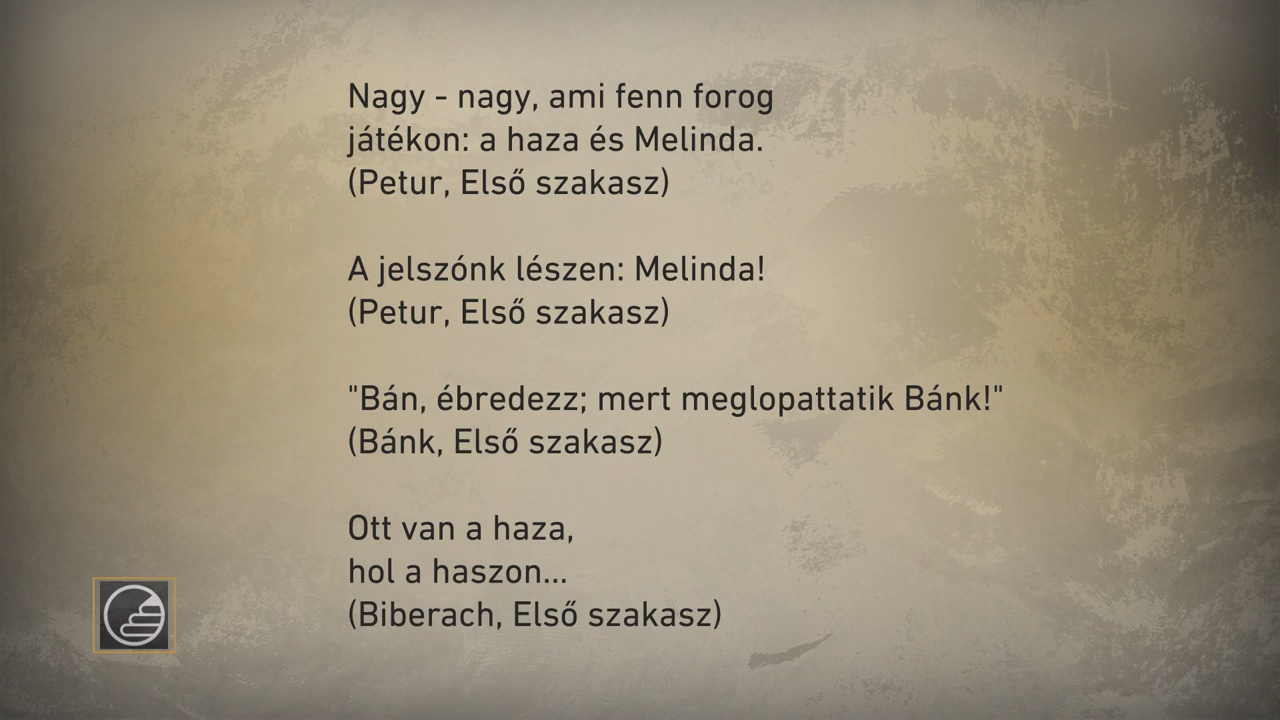 Nagy - nagy, ami fenn forog
játékon: a haza és Melinda.
(Petur, Első szakasz)
A jelszónk lészen: Melinda!
(Petur, Első szakasz)
"Bán, ébredezz; mert meglopattatik Bánk!"
(Bánk, Első szakasz)
Ott van a haza,
hol a haszon...
(Biberach, Első szakasz)